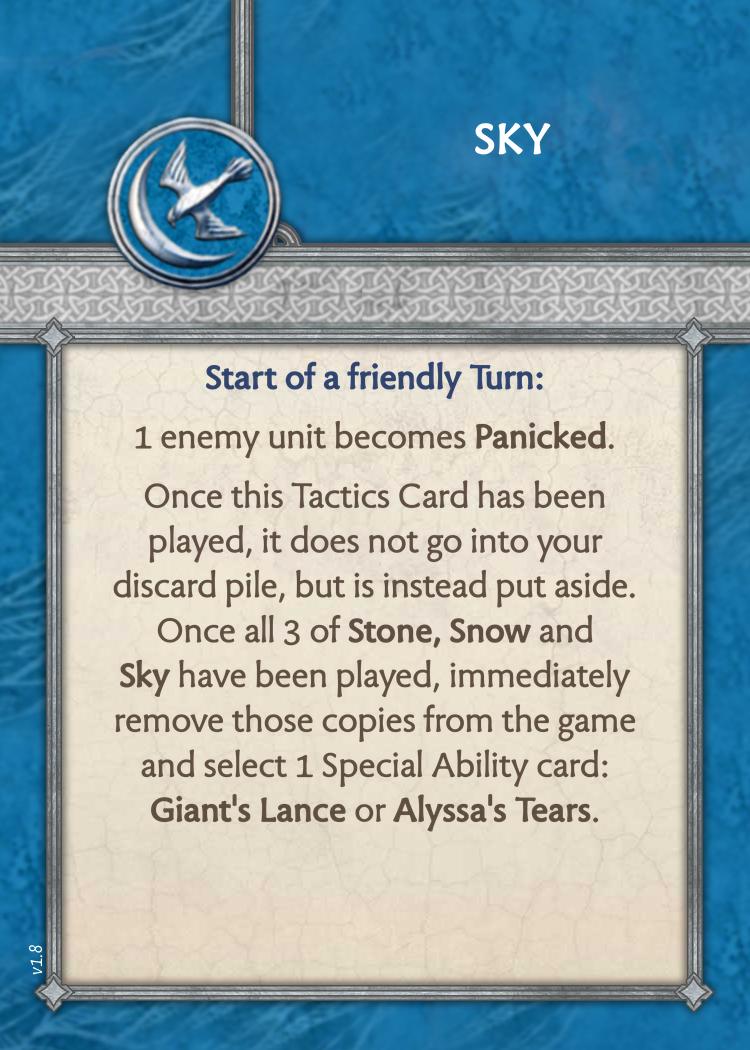 SKY
Start of a friendly Turn:
1 enemy unit becomes Panicked.
Once this Tactics Card has been
played, it does not go into your
discard pile, but is instead put aside.
Once all 3 of Stone, Snow and
Sky have been played, immediately
remove those copies from the game
and select 1 Special Ability card:
Giant's Lance or Alyssa's Tears.
v1.8